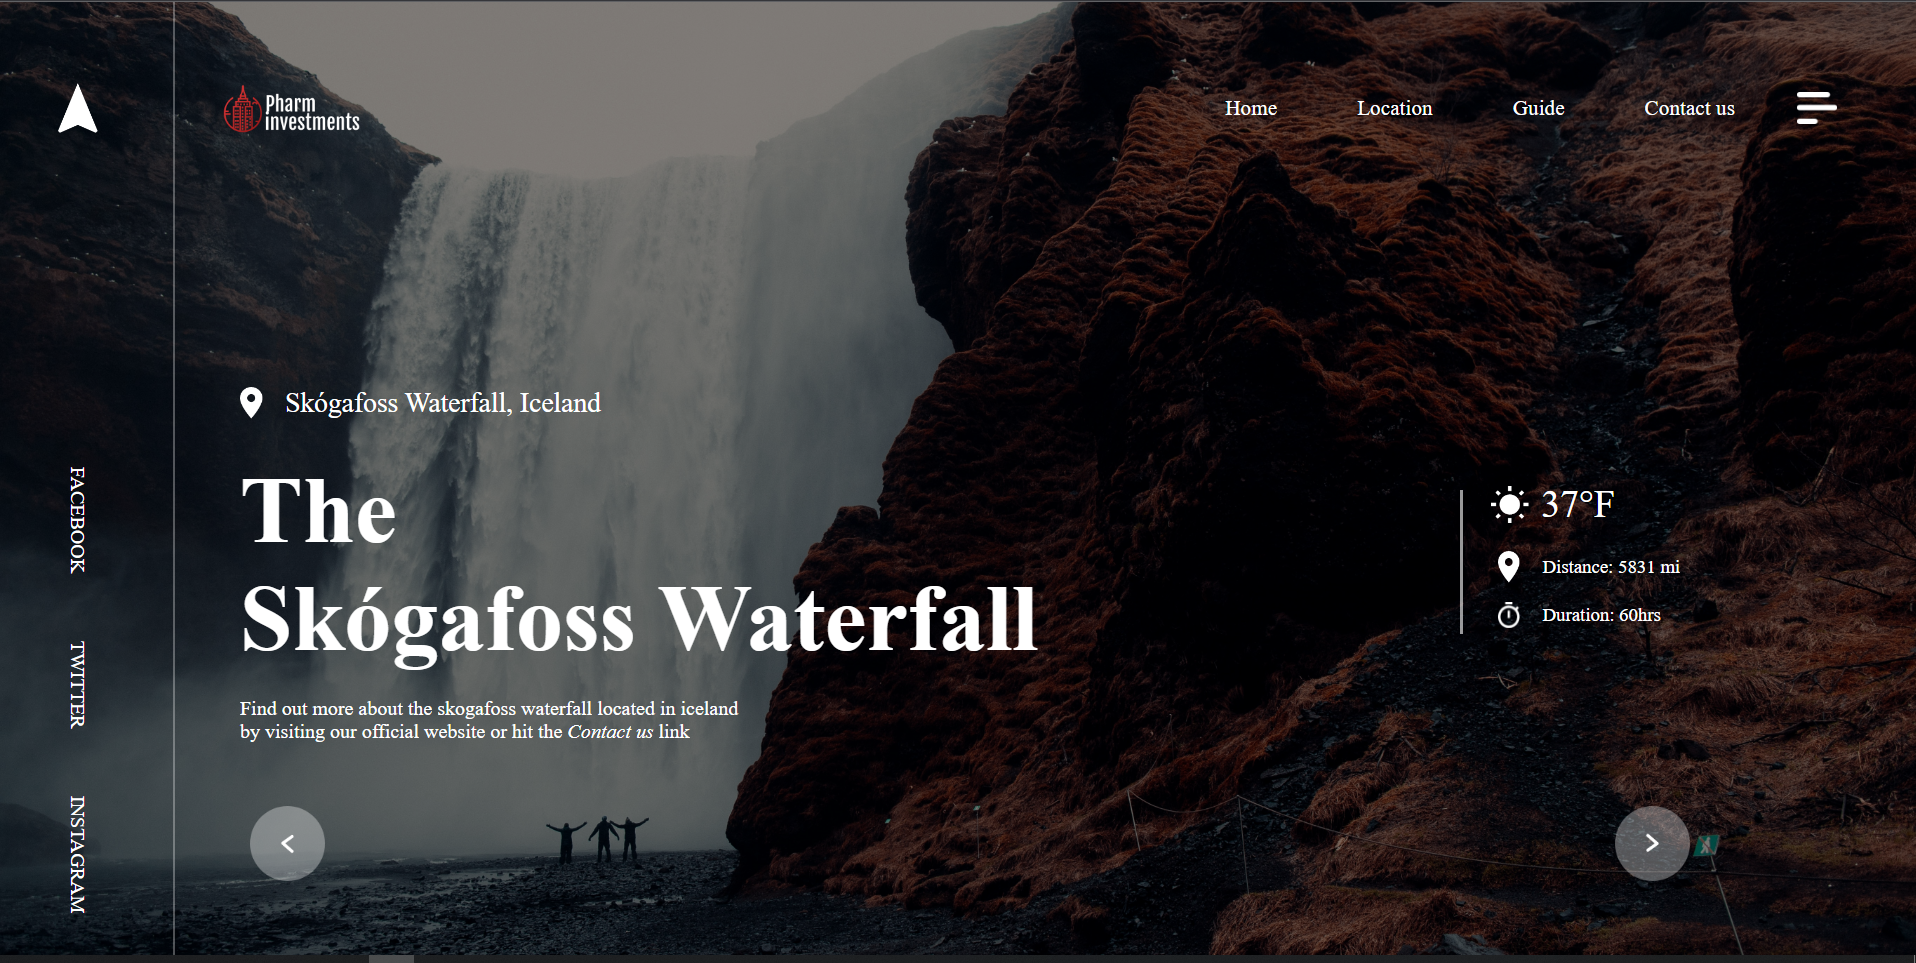 Pharm
investments
Home
Location
Guide
Contact us
Skógafoss Waterfall, Iceland
The
Skógafoss Waterfall
Find out more about the skogafoss waterfall located in iceland
by visiting our official website or hit the Contact us link
37°F
Distance: 5831 mi
Duration: 60hrs
FACEBOOK
TWITTER
INSTAGRAM